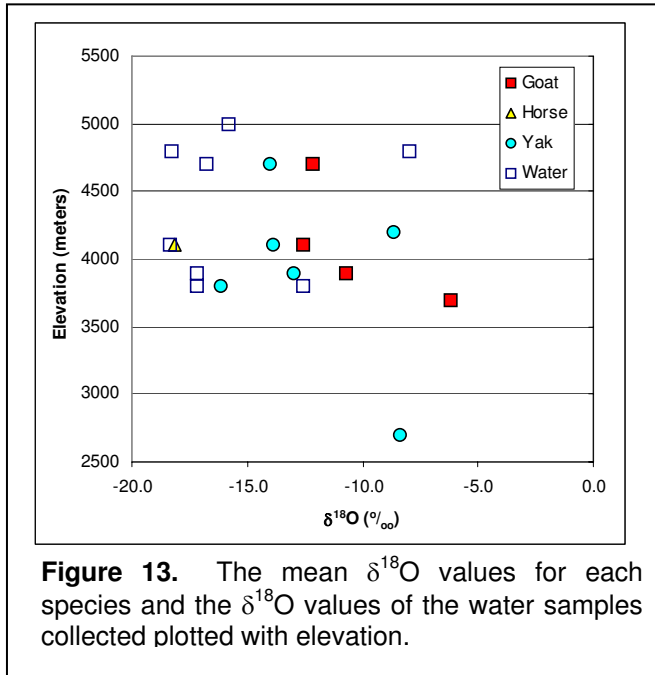 5500
5000
4500
4000
3500
3000
2500
Elevation (meters)
-20.0 -15.0 -10.0 -5.0 0.0
δ¹⁸O (º/ₒₒ)
Goat
Horse
Yak
Water
Figure 13. The mean δ¹⁸O values for each
species and the δ¹⁸O values of the water samples
collected plotted with elevation.